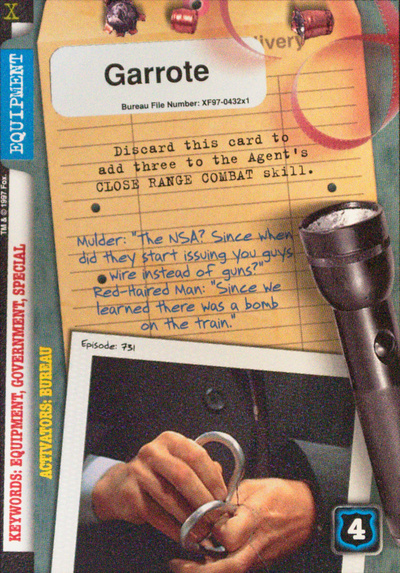 X
EQUIPMENT
TM & © 1997 Fox.
KEYWORDS: EQUIPMENT, GOVERNMENT, SPECIAL
ACTIVATORS: BUREAU
ivery
Garrote
Bureau File Number: XF97-0432x1
Discard this card to
add three to the Agent's
CLOSE RANGE COMBAT skill.
Mulder: "The NSA? Since when
did they start issuing you guys
wire instead of guns?"
Red-Haired Man: "Since we
learned there was a bomb
on the train."
Episode: 731
4